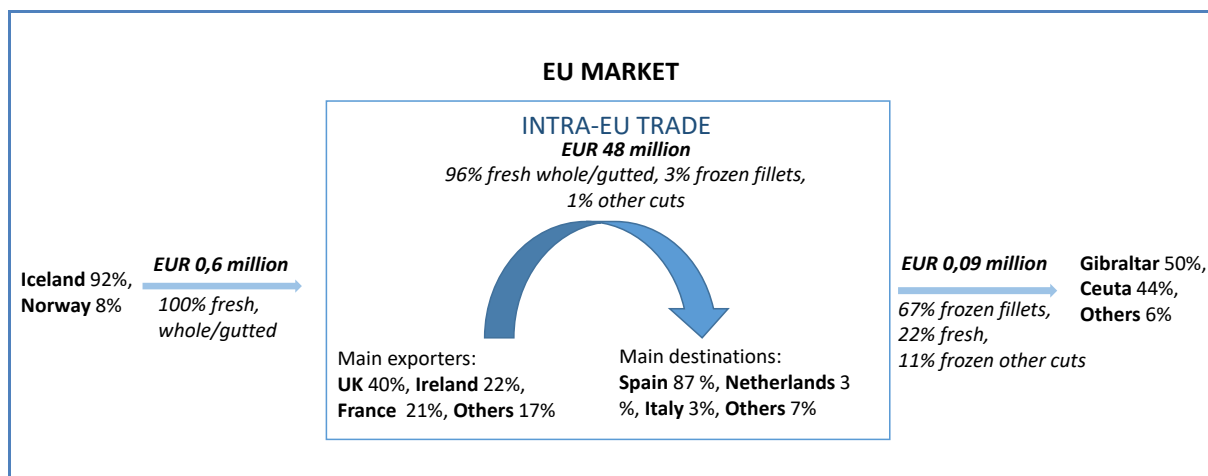 EU MARKET
INTRA-EU TRADE
EUR 48 million
96% fresh whole/gutted, 3% frozen fillets,
1% other cuts
Iceland 92%,
Norway 8%
EUR 0,6 million
100% fresh,
whole/gutted
Main exporters:
UK 40%, Ireland 22%,
France 21%, Others 17%
Main destinations:
Spain 87 %, Netherlands 3
%, Italy 3%, Others 7%
EUR 0,09 million
67% frozen fillets,
22% fresh,
11% frozen other cuts
Gibraltar 50%,
Ceuta 44%,
Others 6%